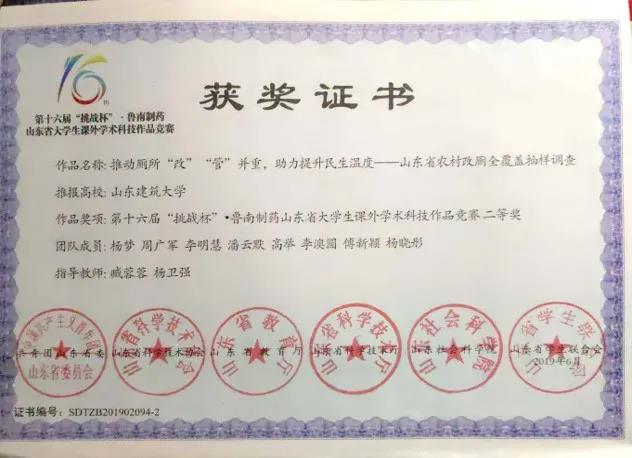 16
th
第十六届“挑战杯”·鲁南制药
山东省大学生课外学术科技作品竞赛
获奖证书
作品名称：推动厕所“改”“管”并重，助力提升民生温度——山东省农村改厕全覆盖抽样调查
推报高校：山东建筑大学
作品奖项：第十六届“挑战杯”·鲁南制药山东省大学生课外学术科技作品竞赛 二等奖
团队成员：杨梦 周广军 李明慧 潘云默 高举 李澳圆 傅新颖 杨晓彤
指导教师：臧蓉蓉 杨卫强
共青团山东省委 山东省科学技术协会 山东省教育厅 山东省科学技术厅 山东社会科学院 山东省学生联合会
山东省委员会
2019年6月
证书编号：SDTZB201902094-2